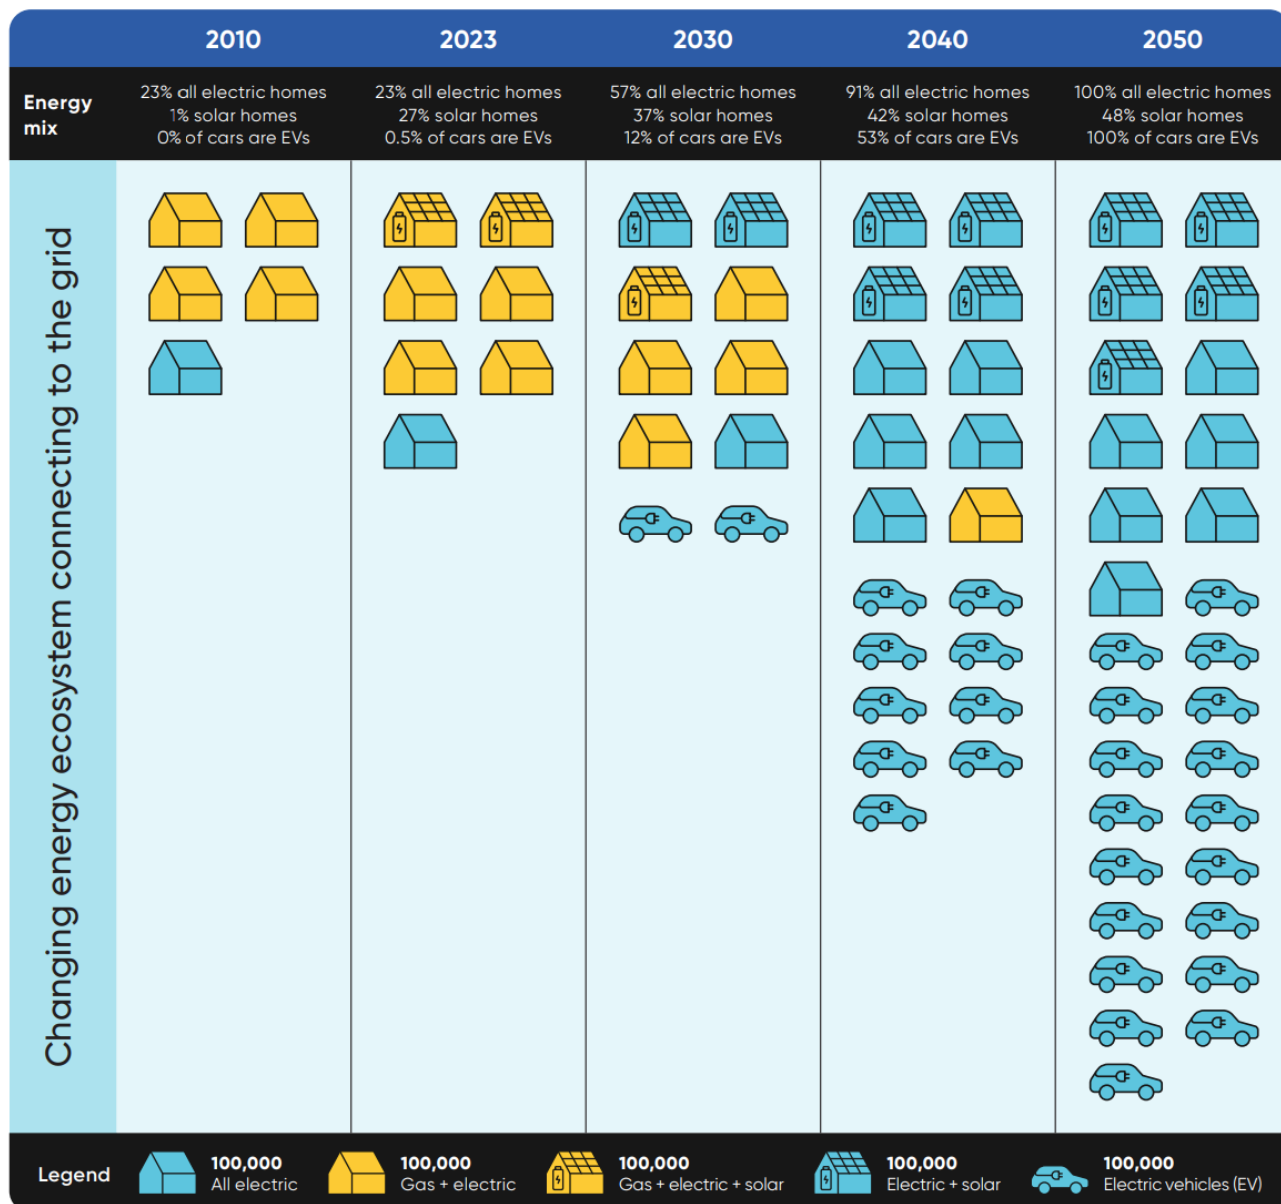 2010
2023
2030
2040
2050
Energy
mix
23% all electric homes
1% solar homes
0% of cars are EVs
23% all electric homes
27% solar homes
0.5% of cars are EVs
57% all electric homes
37% solar homes
12% of cars are EVs
91% all electric homes
42% solar homes
53% of cars are EVs
100% all electric homes
48% solar homes
100% of cars are EVs
Changing energy ecosystem connecting to the grid
Legend
100,000
All electric
100,000
Gas + electric
100,000
Gas + electric + solar
100,000
Electric + solar
100,000
Electric vehicles (EV)